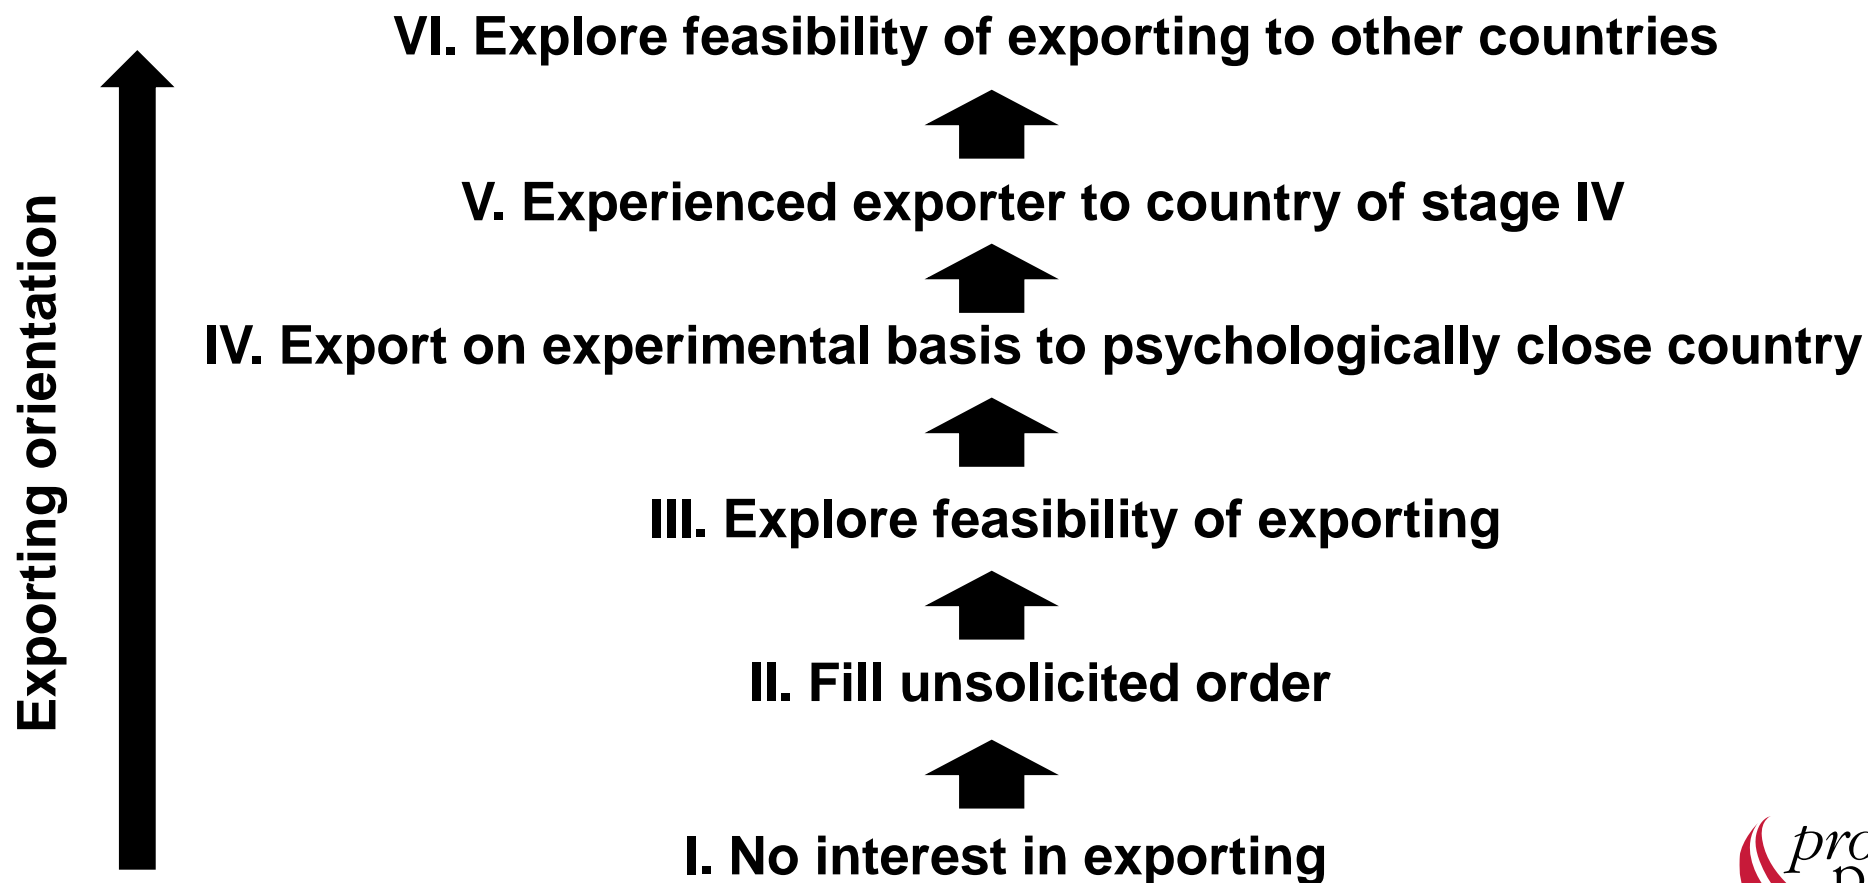 VI. Explore feasibility of exporting to other countries
V. Experienced exporter to country of stage IV
IV. Export on experimental basis to psychologically close country
III. Explore feasibility of exporting
II. Fill unsolicited order
I. No interest in exporting
Exporting orientation